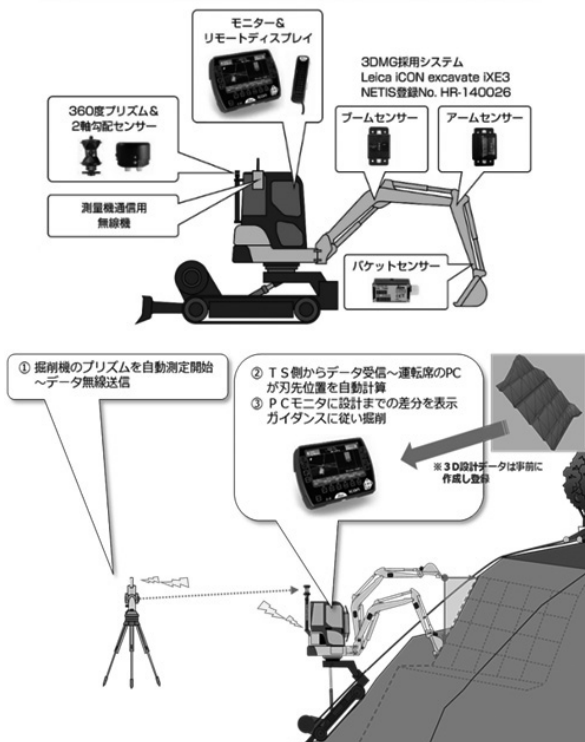 モニター&
リモートディスプレイ
3DMG採用システム
Leica iCON excavate iXE3
NETIS登録No. HR-140026
360度プリズム&
2軸勾配センサー
ブームセンサー
アームセンサー
測量機通信用
無線機
バケットセンサー
① 掘削機のプリズムを自動測定開始
～データ無線送信
② TS側からデータ受信～運転席のPC
が刃先位置を自動計算
③ PCモニタに設計までの差分を表示
ガイダンスに従い掘削
※3D設計データは事前に
作成し登録